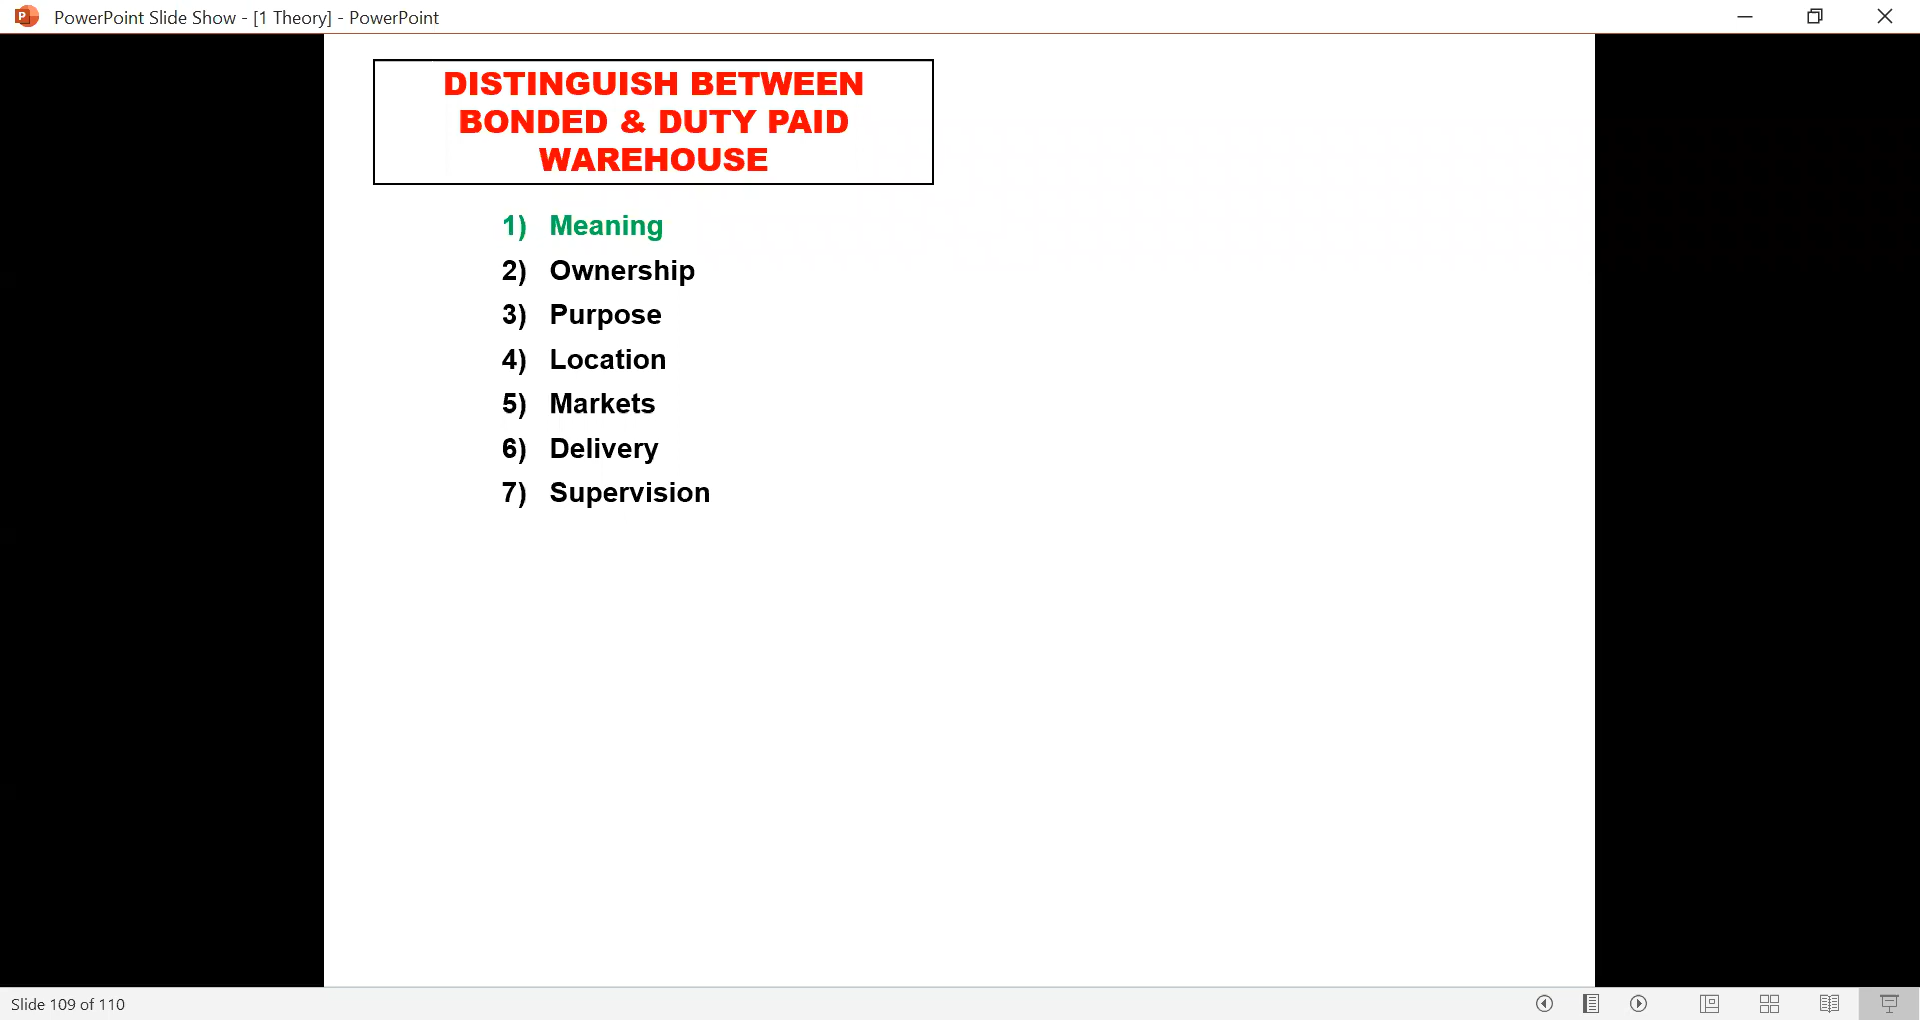 PowerPoint Slide Show - [1 Theory] - PowerPoint
DISTINGUISH BETWEEN
BONDED & DUTY PAID
WAREHOUSE
1) Meaning
2) Ownership
3) Purpose
4) Location
5) Markets
6) Delivery
7) Supervision
Slide 109 of 110